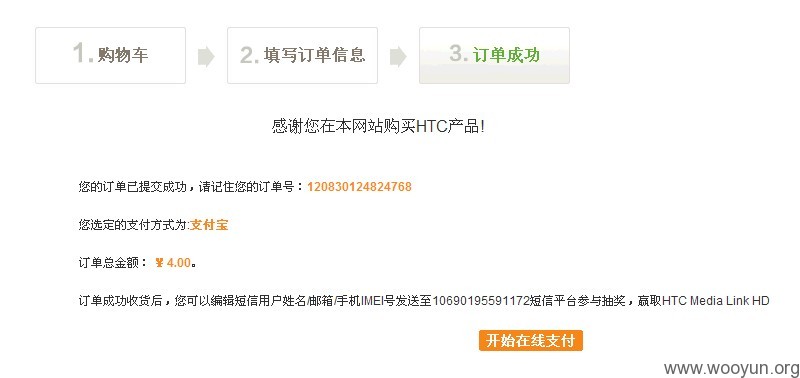 1. 购物车
2. 填写订单信息
3. 订单成功
感谢您在本网站购买HTC产品!
您的订单已提交成功，请记住您的订单号：120830124824768
您选定的支付方式为:支付宝
订单总金额： ¥ 4.00。
订单成功收货后，您可以编辑短信用户姓名/邮箱/手机IMEI号发送至10690195591172短信平台参与抽奖，赢取HTC Media Link HD
开始在线支付
www.wooyun.org